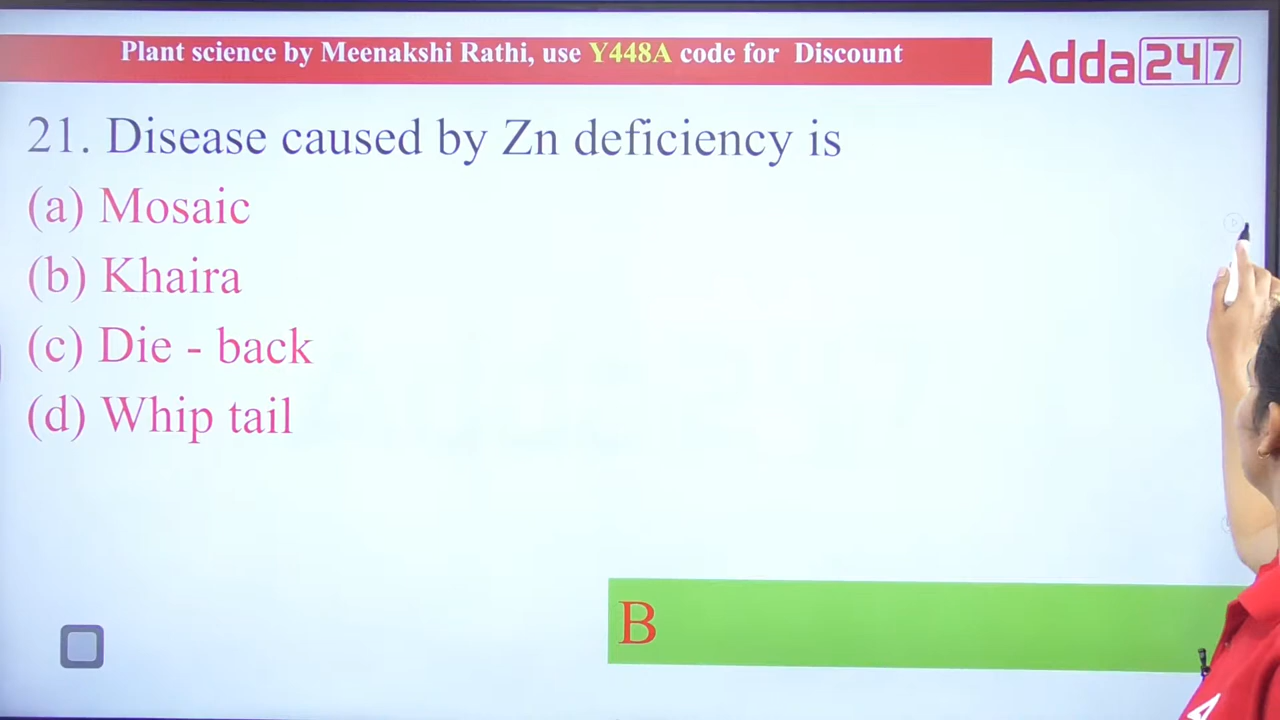 Plant science by Meenakshi Rathi, use Y448A code for Discount
Adda247
21. Disease caused by Zn deficiency is
(a) Mosaic
(b) Khaira
(c) Die - back
(d) Whip tail
B